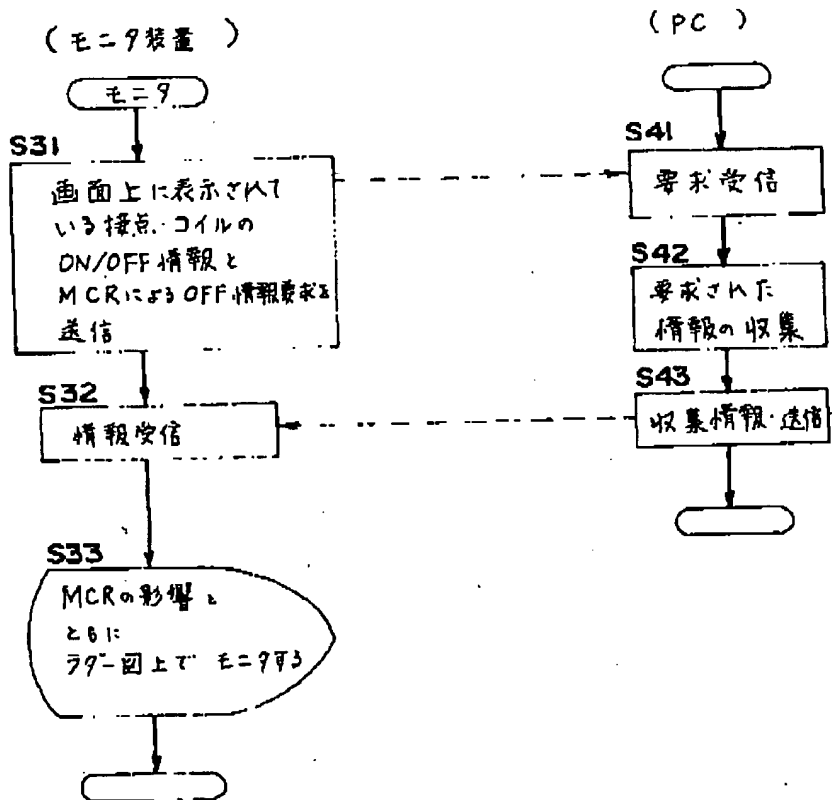 (モニタ装置)
モニタ
S31
画面上に表示されて
いる接点・コイルの
ON/OFF情報と
MCRによるOFF情報要求を
送信
S32
情報受信
S33
MCRの影響と
ともに
ラダー図上でモニタする
(PC)
S41
要求受信
S42
要求された
情報の収集
S43
収集情報・送信